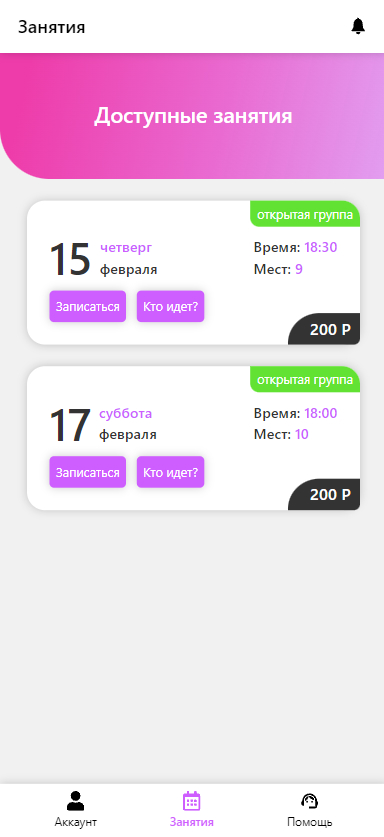 Занятия
Доступные занятия
открытая группа
15 четверг
февраля
Время: 18:30
Мест: 9
Записаться Кто идет?
200 Р
открытая группа
17 суббота
февраля
Время: 18:00
Мест: 10
Записаться Кто идет?
200 Р
Аккаунт Занятия Помощь